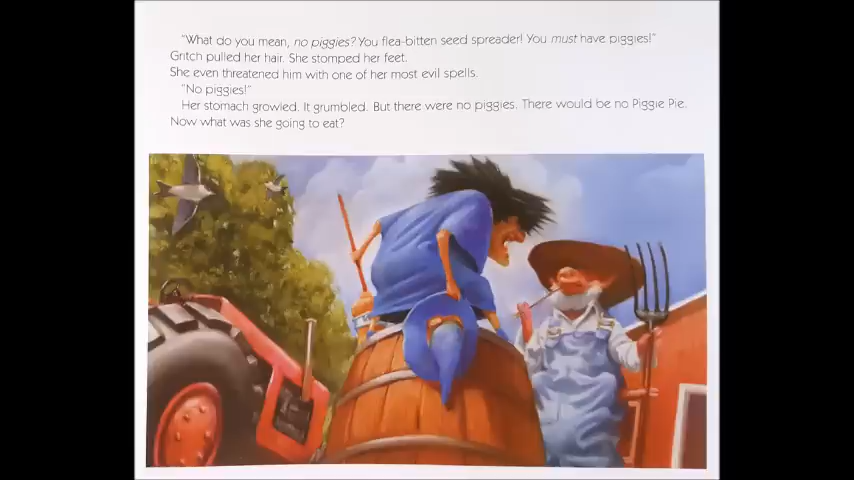 "What do you mean, no piggies? You flea-bitten seed spreader! You must have piggies!"
Gritch pulled her hair. She stomped her feet.
She even threatened him with one of her most evil spells.
"No piggies!"
Her stomach growled. It grumbled. But there were no piggies. There would be no Piggie Pie.
Now what was she going to eat?